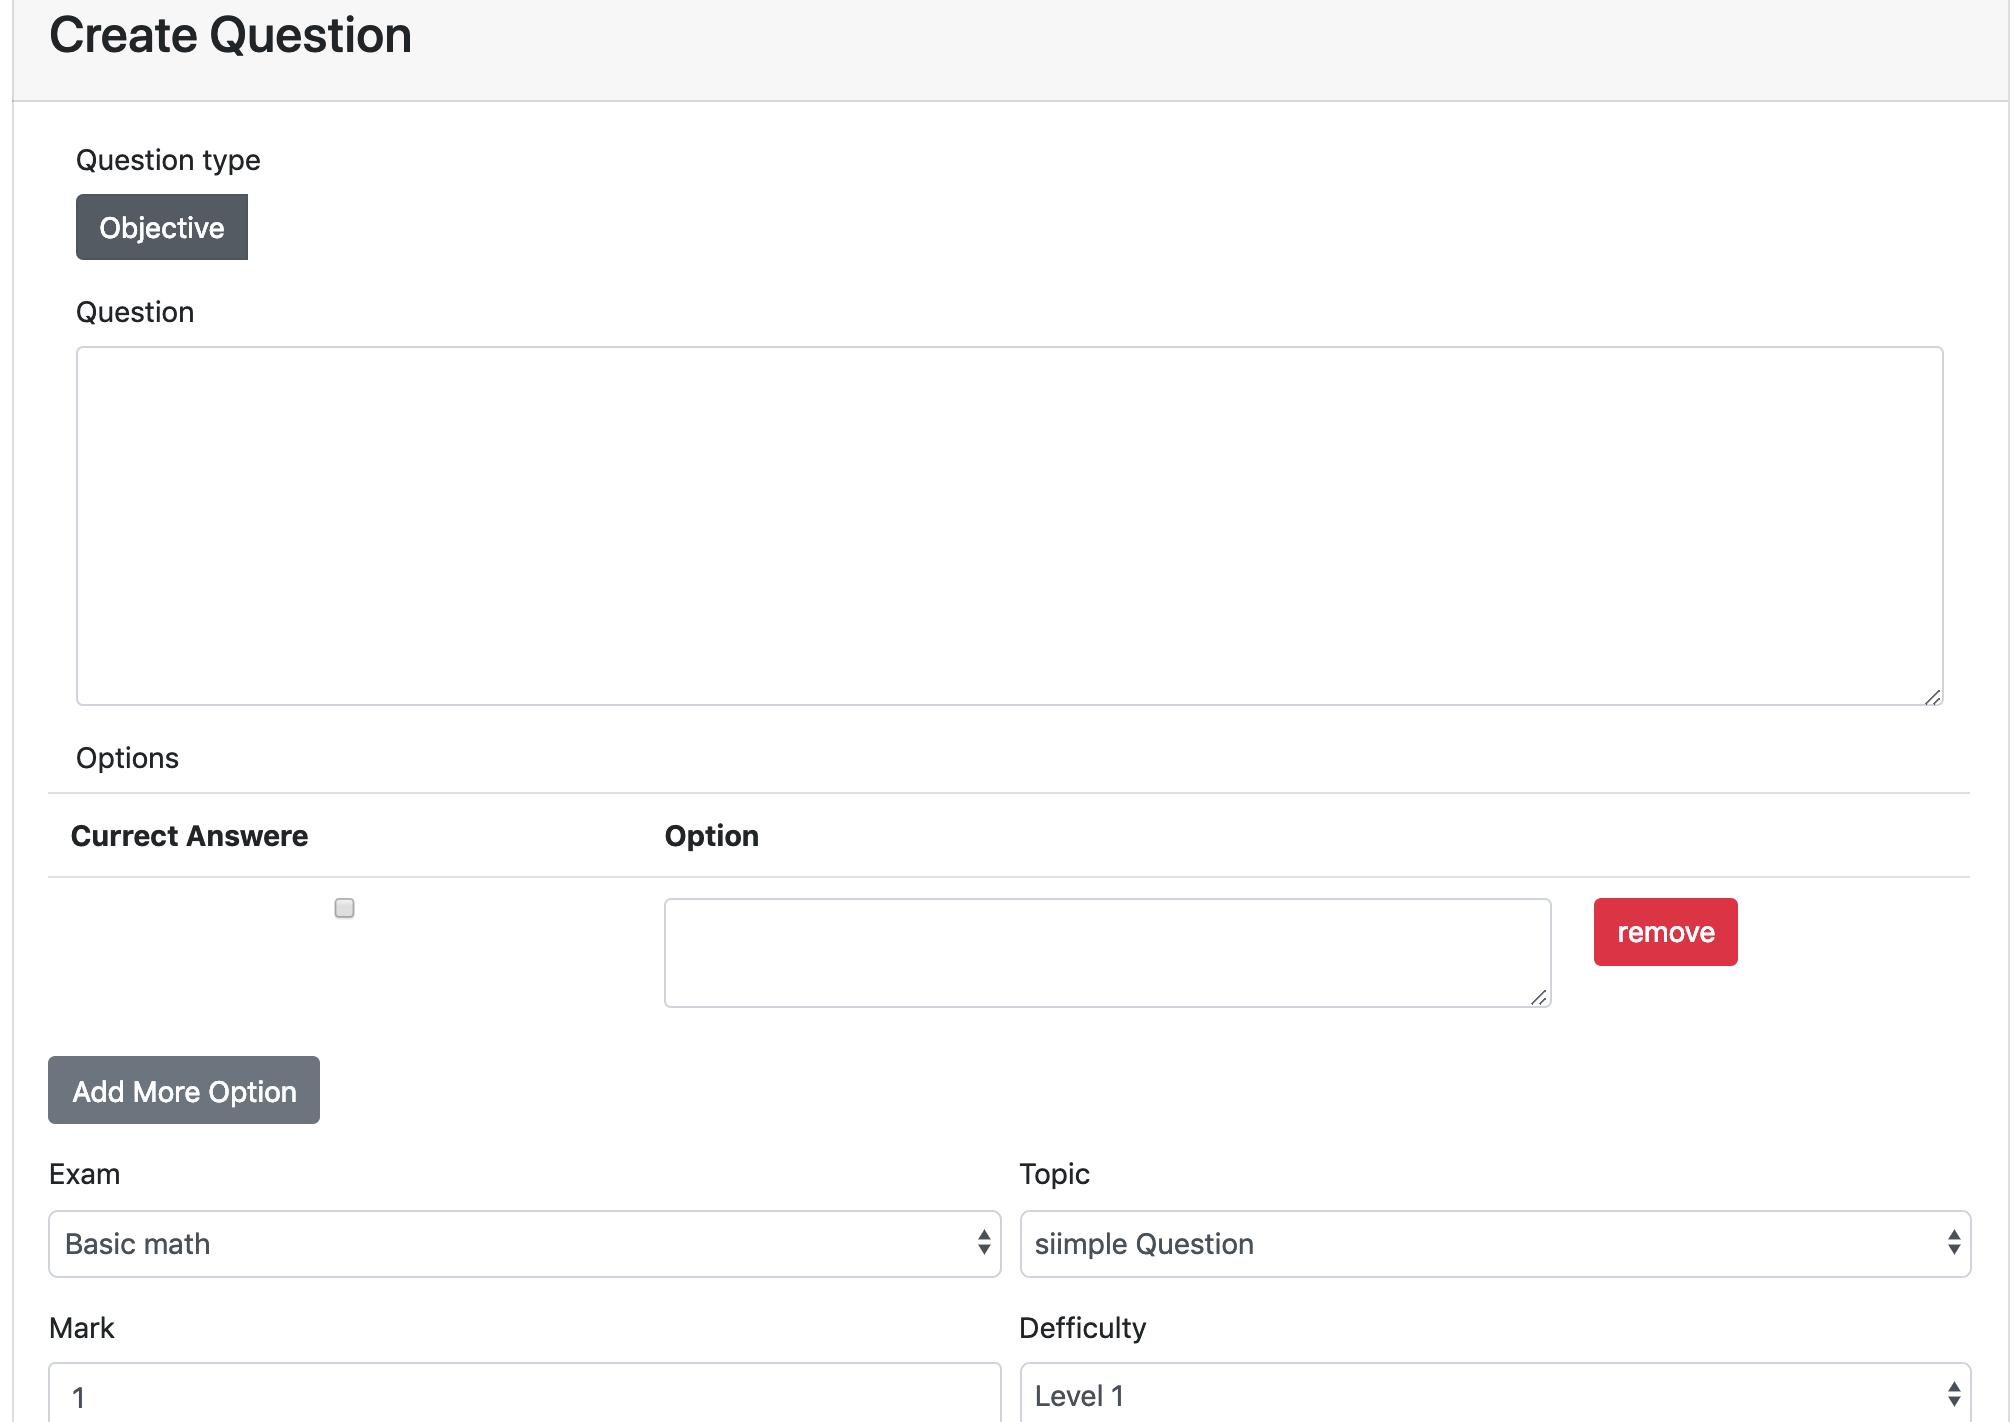 Create Question
Question type
Objective
Question
Options
Currect Answere Option
remove
Add More Option
Exam Topic
Basic math siimple Question
Mark Defficulty
1 Level 1